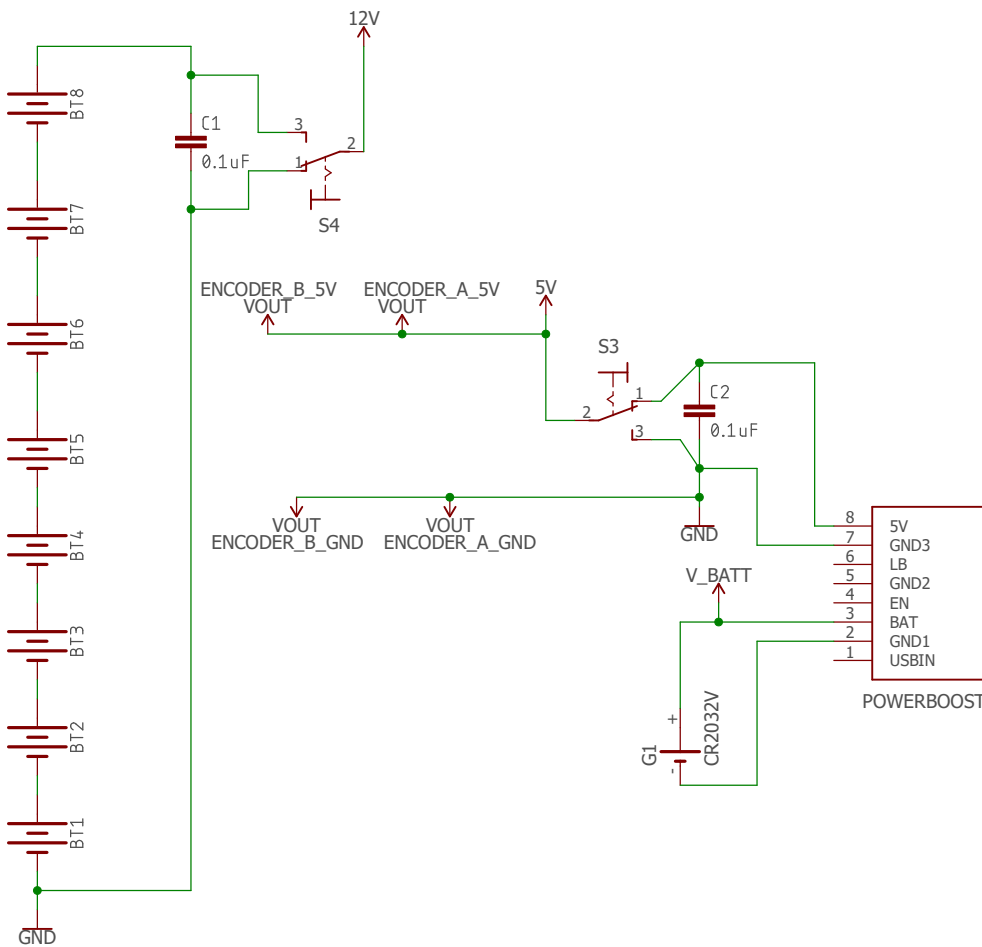 12V
BT8
C1
0.1uF
3
2
1
S4
BT7
ENCODER_B_5V
VOUT
ENCODER_A_5V
VOUT
5V
BT6
S3
1
C2
2
3
0.1uF
BT5
VOUT
ENCODER_B_GND
VOUT
ENCODER_A_GND
GND
BT4
V_BATT
8 5V
7 GND3
6 LB
5 GND2
4 EN
3 BAT
2 GND1
1 USBIN
POWERBOOST
BT3
+
CR2032V
G1
-
BT2
BT1
GND